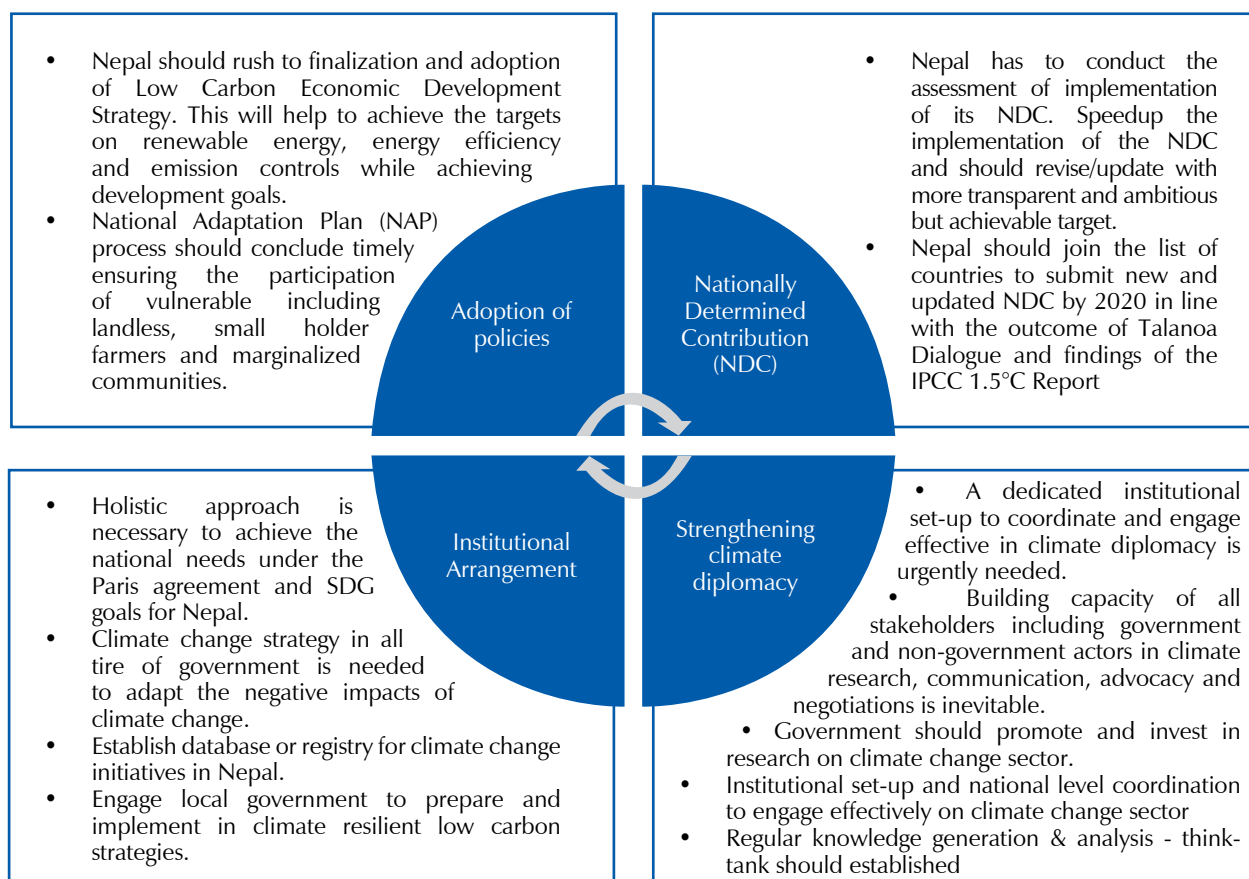 • Nepal should rush to finalization and adoption
of Low Carbon Economic Development
Strategy. This will help to achieve the targets
on renewable energy, energy efficiency
and emission controls while achieving
development goals.
• National Adaptation Plan (NAP)
process should conclude timely
ensuring the participation
of vulnerable including
landless, small holder
farmers and marginalized
communities.
Adoption of
policies
Nationally
Determined
Contribution
(NDC)
• Nepal has to conduct the
assessment of implementation
of its NDC. Speedup the
implementation of the NDC
and should revise/update with
more transparent and ambitious
but achievable target.
• Nepal should join the list of
countries to submit new and
updated NDC by 2020 in line
with the outcome of Talanoa
Dialogue and findings of the
IPCC 1.5°C Report
• Holistic approach is
necessary to achieve the
national needs under the
Paris agreement and SDG
goals for Nepal.
• Climate change strategy in all
tire of government is needed
to adapt the negative impacts of
climate change.
• Establish database or registry for climate change
initiatives in Nepal.
• Engage local government to prepare and
implement in climate resilient low carbon
strategies.
Institutional
Arrangement
Strengthening
climate
diplomacy
• A dedicated institutional
set-up to coordinate and engage
effective in climate diplomacy is
urgently needed.
• Building capacity of all
stakeholders including government
and non-government actors in climate
research, communication, advocacy and
negotiations is inevitable.
• Government should promote and invest in
research on climate change sector.
• Institutional set-up and national level coordination
to engage effectively on climate change sector
• Regular knowledge generation & analysis - think-
tank should established